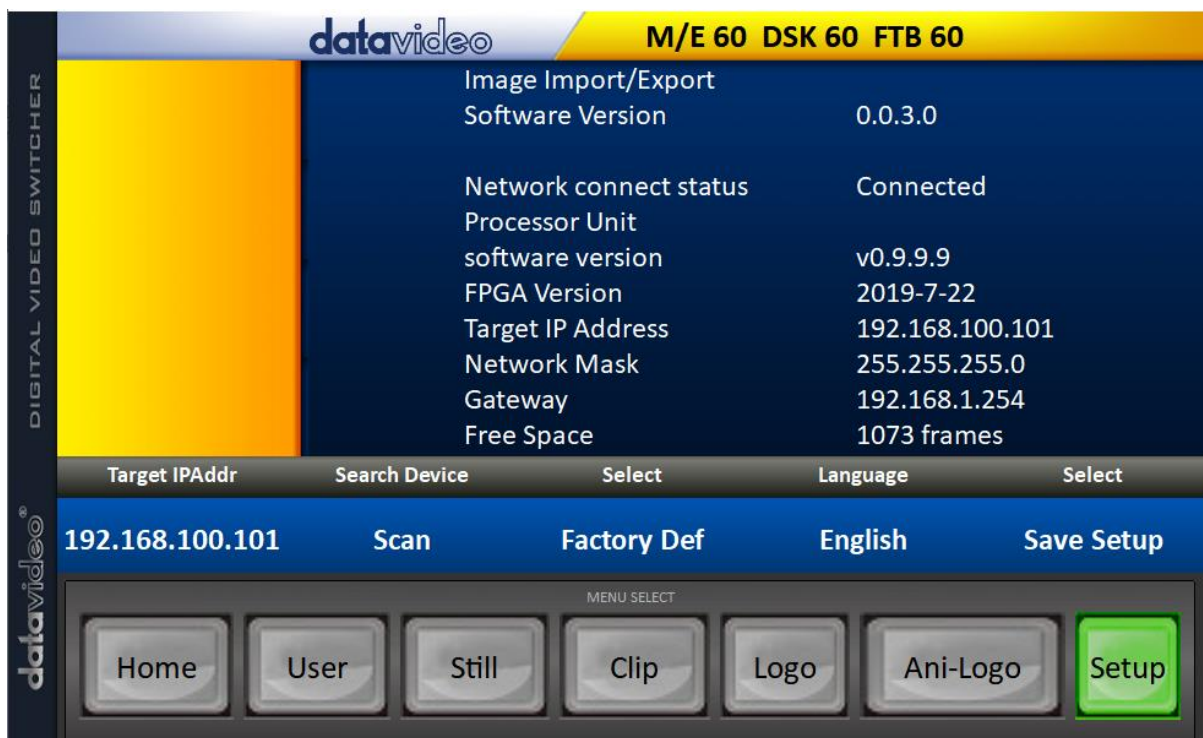 datavideo M/E 60 DSK 60 FTB 60
DIGITAL VIDEO SWITCHER
datavideo®
Image Import/Export
Software Version 0.0.3.0
Network connect status Connected
Processor Unit
software version v0.9.9.9
FPGA Version 2019-7-22
Target IP Address 192.168.100.101
Network Mask 255.255.255.0
Gateway 192.168.1.254
Free Space 1073 frames
Target IPAddr Search Device Select Language Select
192.168.100.101 Scan Factory Def English Save Setup
MENU SELECT
Home User Still Clip Logo Ani-Logo Setup